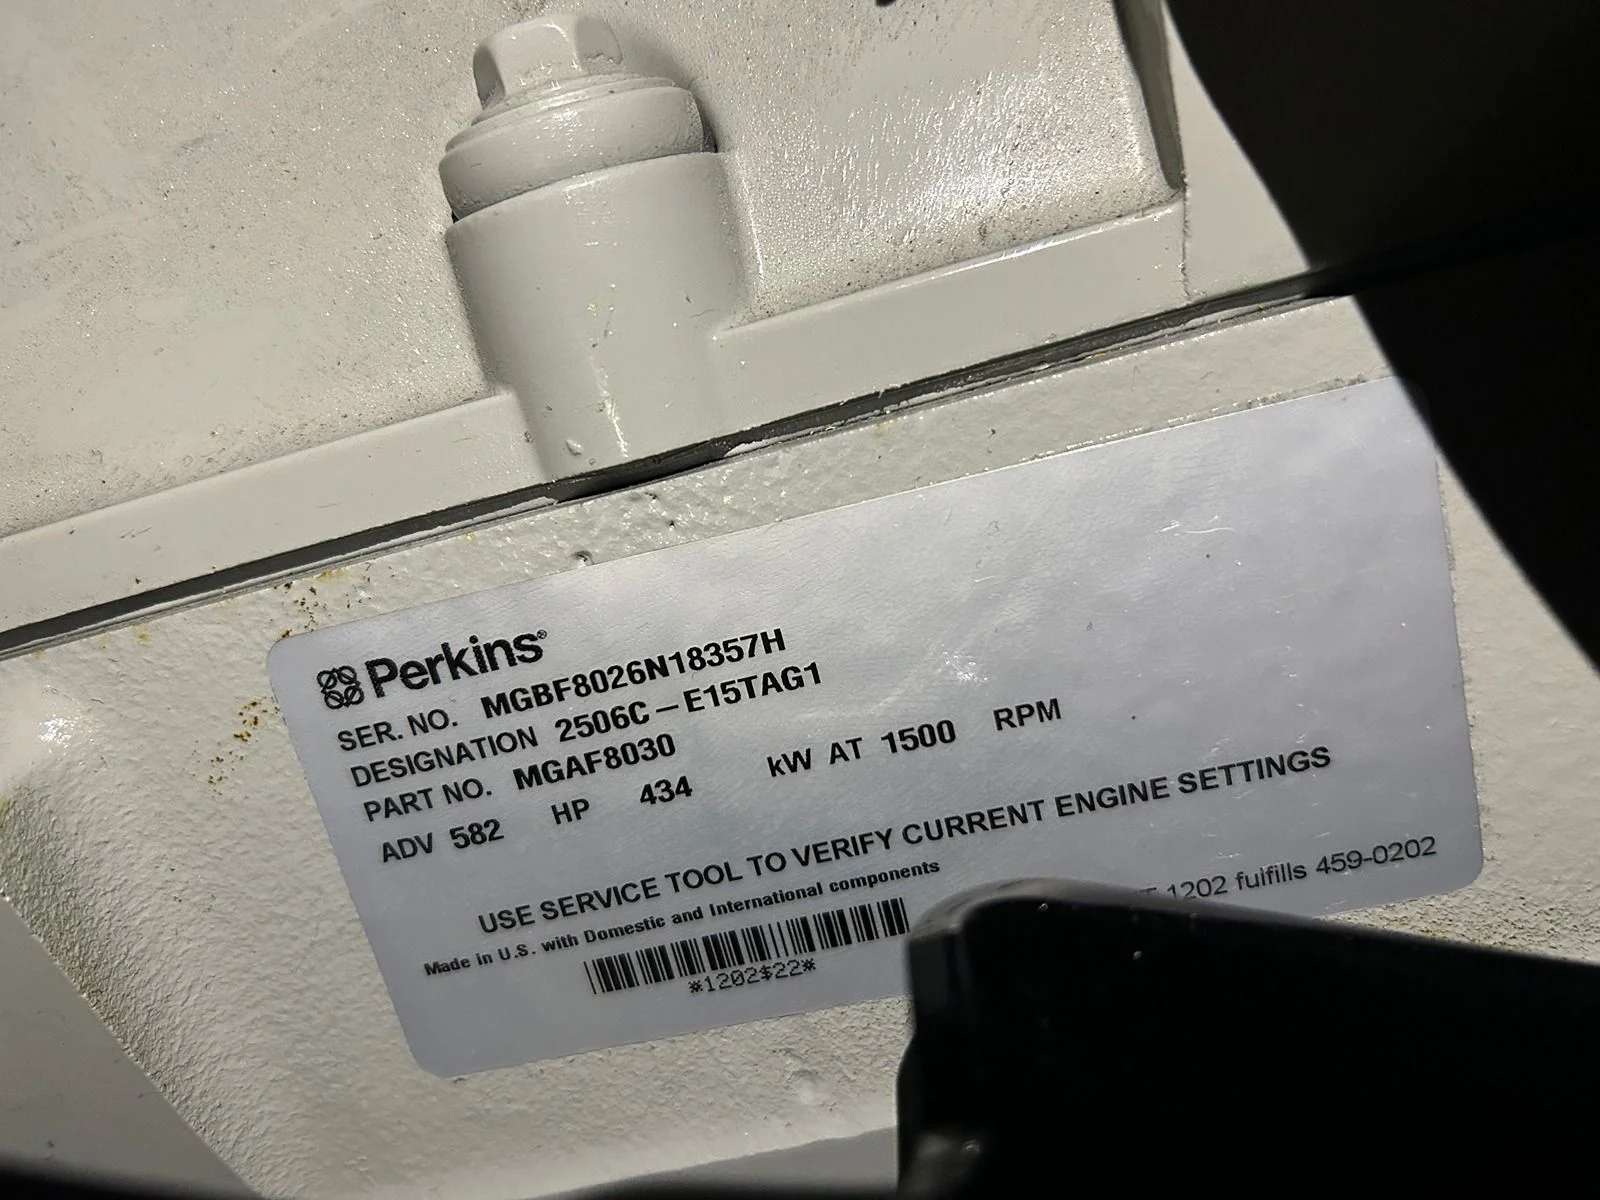 Perkins®
SER. NO. MGBF8026N18357H
DESIGNATION 2506C-E15TAG1
PART NO. MGAF8030
ADV 582 HP 434 kW AT 1500 RPM
USE SERVICE TOOL TO VERIFY CURRENT ENGINE SETTINGS
Made in U.S. with Domestic and International components
1202 fulfills 459-0202
*1202$22*